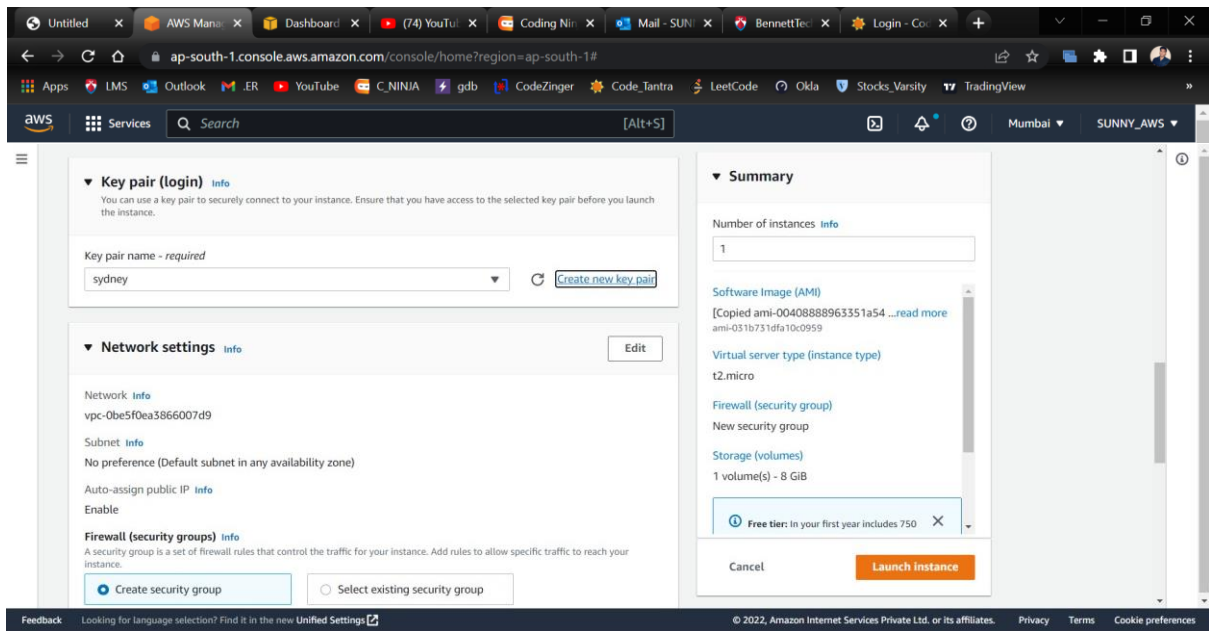 Untitled
AWS Manag
Dashboard
(74) YouTul
Coding Nin
Mail - SUNI
BennettTecl
Login - Coc
ap-south-1.console.aws.amazon.com/console/home?region=ap-south-1#
Apps
LMS
Outlook
.ER
YouTube
C_NINJA
gdb
CodeZinger
Code_Tantra
LeetCode
Okla
Stocks_Varsity
TradingView
»
aws
Services
Search
[Alt+S]
Mumbai
SUNNY_AWS
Key pair (login) Info
You can use a key pair to securely connect to your instance. Ensure that you have access to the selected key pair before you launch
the instance.
Key pair name - required
sydney
Create new key pair
Network settings Info
Edit
Network Info
vpc-0be5f0ea3866007d9
Subnet Info
No preference (Default subnet in any availability zone)
Auto-assign public IP Info
Enable
Firewall (security groups) Info
A security group is a set of firewall rules that control the traffic for your instance. Add rules to allow specific traffic to reach your
instance.
Create security group
Select existing security group
Summary
Number of instances Info
1
Software Image (AMI)
[Copied ami-00408888963351a54 ...read more
ami-031b731dfa10c0959
Virtual server type (instance type)
t2.micro
Firewall (security group)
New security group
Storage (volumes)
1 volume(s) - 8 GiB
Free tier: In your first year includes 750
Cancel
Launch instance
Feedback
Looking for language selection? Find it in the new Unified Settings
© 2022, Amazon Internet Services Private Ltd. or its affiliates.
Privacy
Terms
Cookie preferences